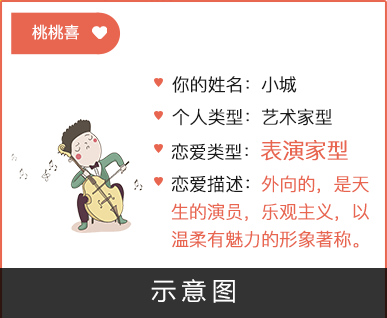 桃桃喜
你的姓名：小城
个人类型：艺术家型
恋爱类型：表演家型
恋爱描述：外向的，是天
生的演员，乐观主义，以
温柔有魅力的形象著称。
示意图